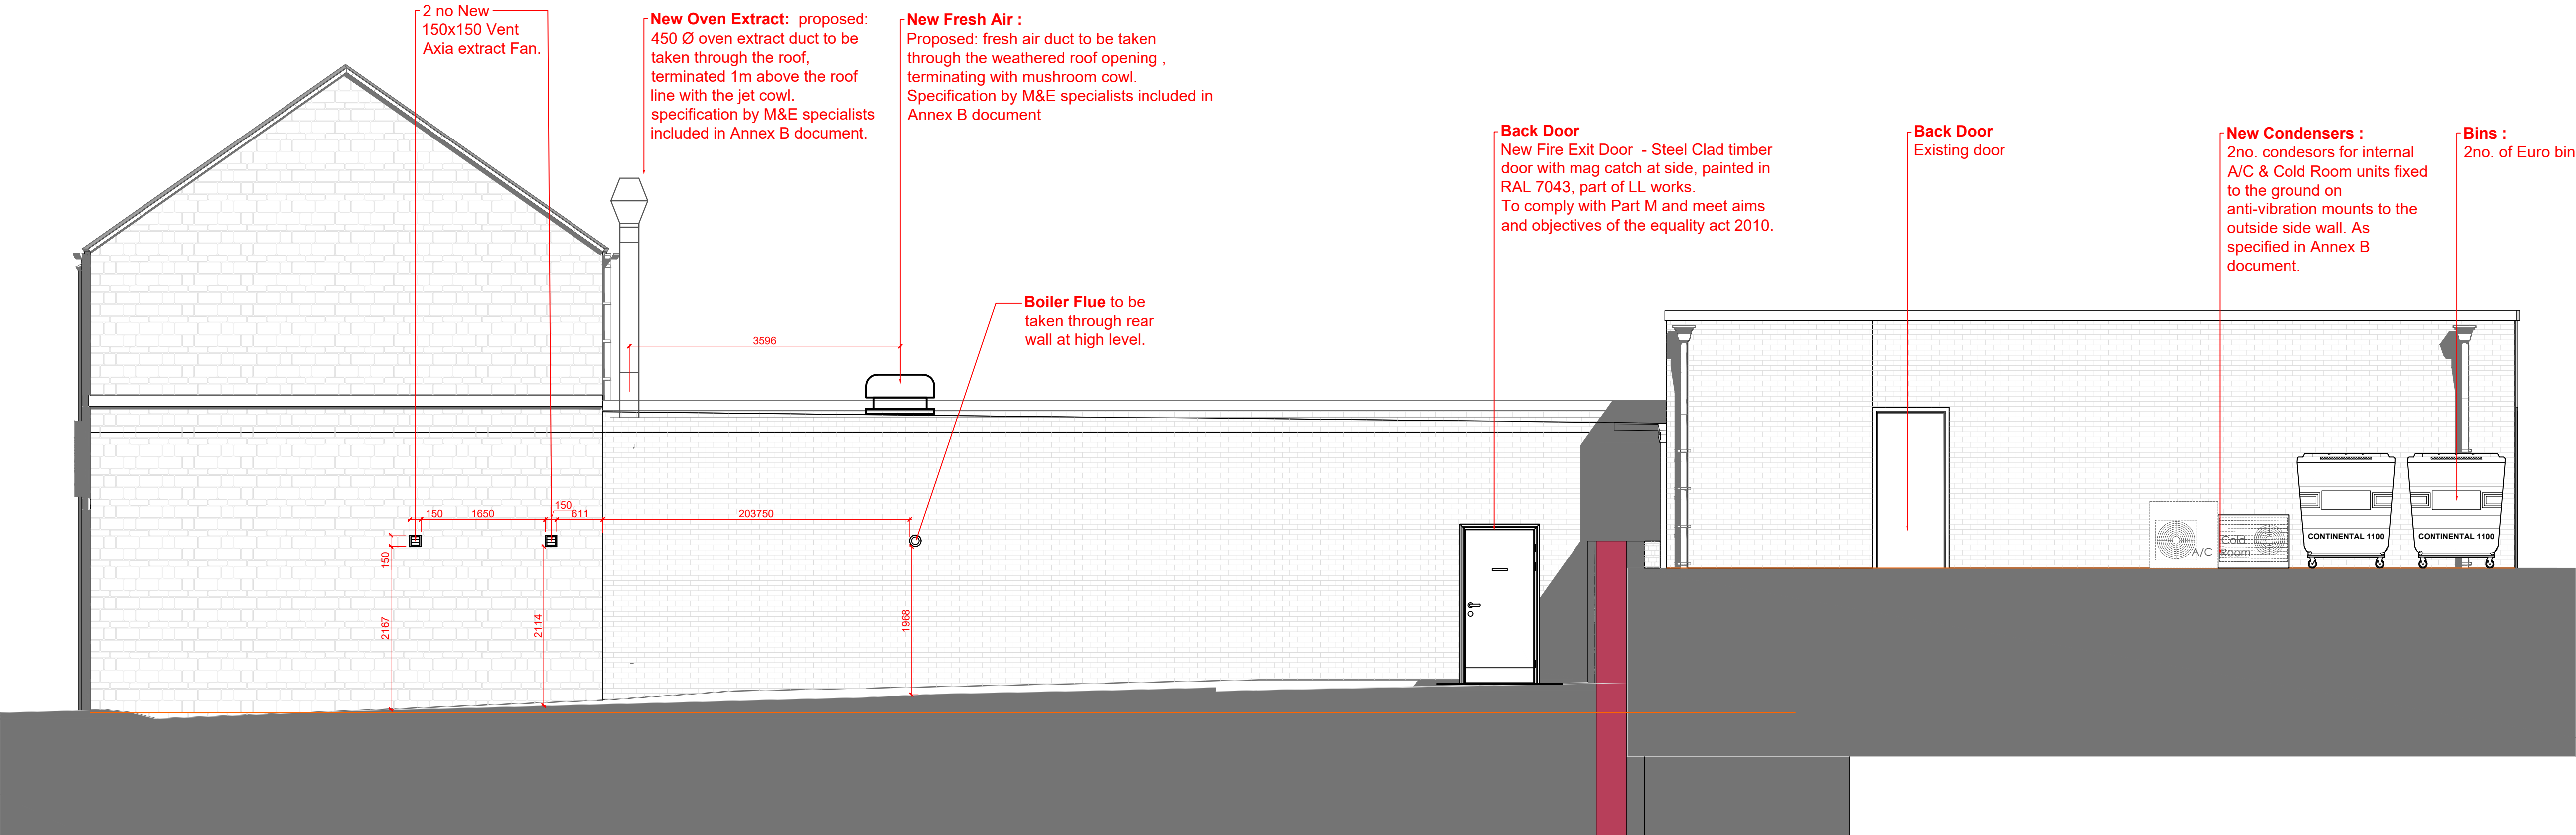 2 no New
150x150 Vent
Axia extract Fan.
New Oven Extract: proposed:
450 Ø oven extract duct to be
taken through the roof,
terminated 1m above the roof
line with the jet cowl.
specification by M&E specialists
included in Annex B document.
New Fresh Air :
Proposed: fresh air duct to be taken
through the weathered roof opening ,
terminating with mushroom cowl.
Specification by M&E specialists included in
Annex B document
Back Door
New Fire Exit Door - Steel Clad timber
door with mag catch at side, painted in
RAL 7043, part of LL works.
To comply with Part M and meet aims
and objectives of the equality act 2010.
Back Door
Existing door
New Condensers :
2no. condesors for internal
A/C & Cold Room units fixed
to the ground on
anti-vibration mounts to the
outside side wall. As
specified in Annex B
document.
Bins :
2no. of Euro bin
Boiler Flue to be
taken through rear
wall at high level.
3596
150
1650
150
611
203750
150
2167
2114
1968
A/C
Cold
Room
CONTINENTAL 1100
CONTINENTAL 1100